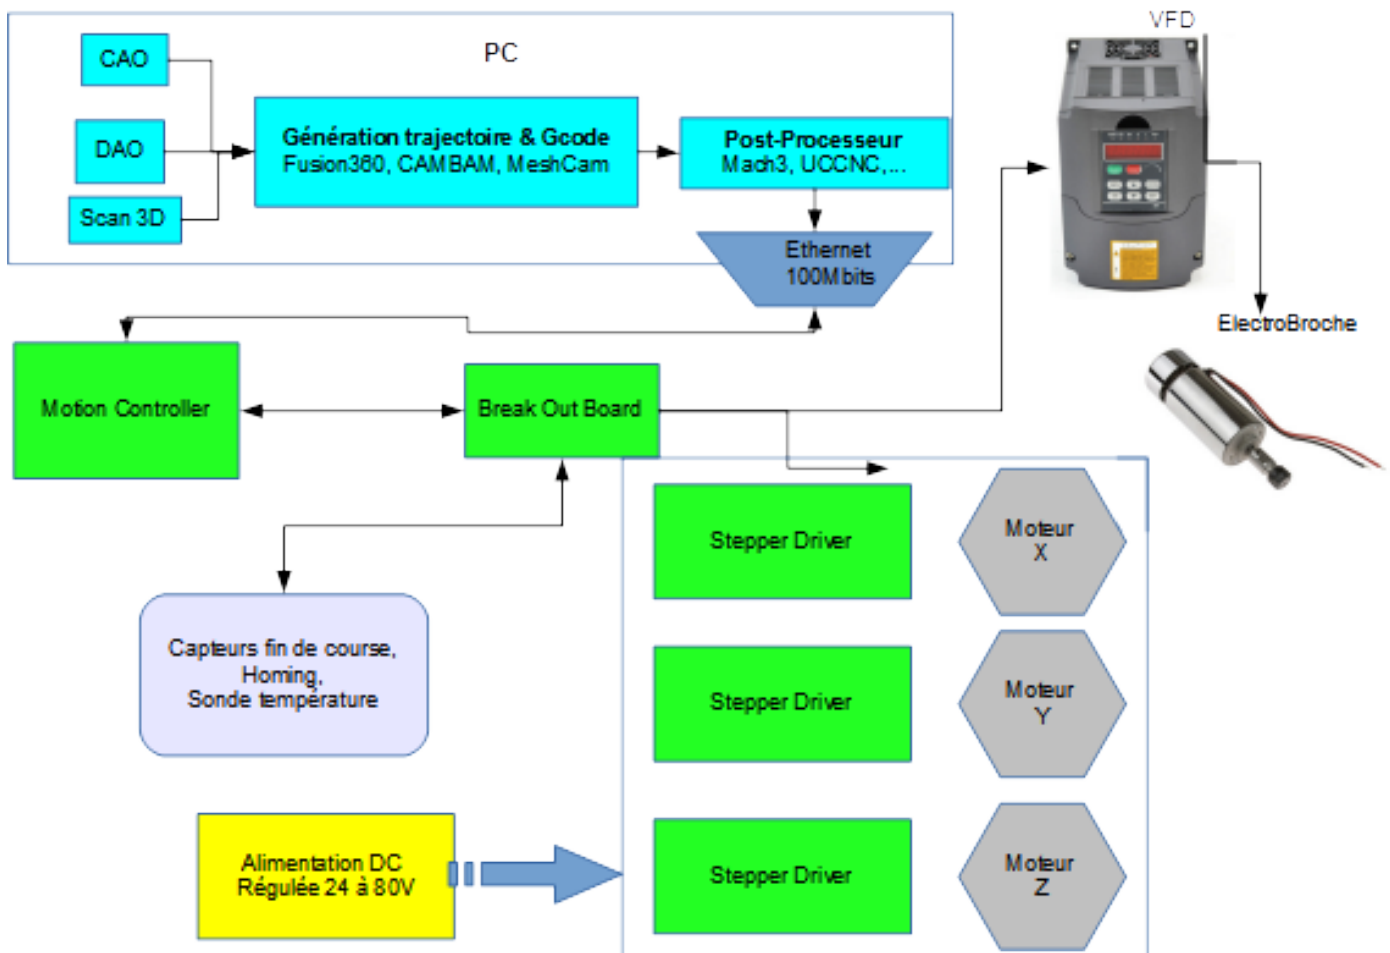 PC
CAO
DAO
Scan 3D
Génération trajectoire & Gcode
Fusion360, CAMBAM, MeshCam
Post-Processeur
Mach3, UCCNC,...
Ethernet
100Mbits
VFD
ElectroBroche
Motion Controller
Break Out Board
Stepper Driver
Moteur
X
Capteurs fin de course,
Homing,
Sonde température
Stepper Driver
Moteur
Y
Alimentation DC
Régulée 24 à 80V
Stepper Driver
Moteur
Z